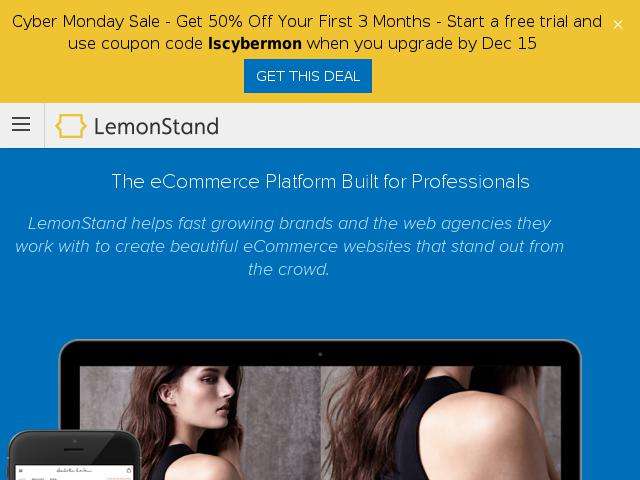 Cyber Monday Sale - Get 50% Off Your First 3 Months - Start a free trial and
use coupon code lscybermon when you upgrade by Dec 15
×
GET THIS DEAL
LemonStand
The eCommerce Platform Built for Professionals
LemonStand helps fast growing brands and the web agencies they
work with to create beautiful eCommerce websites that stand out from
the crowd.